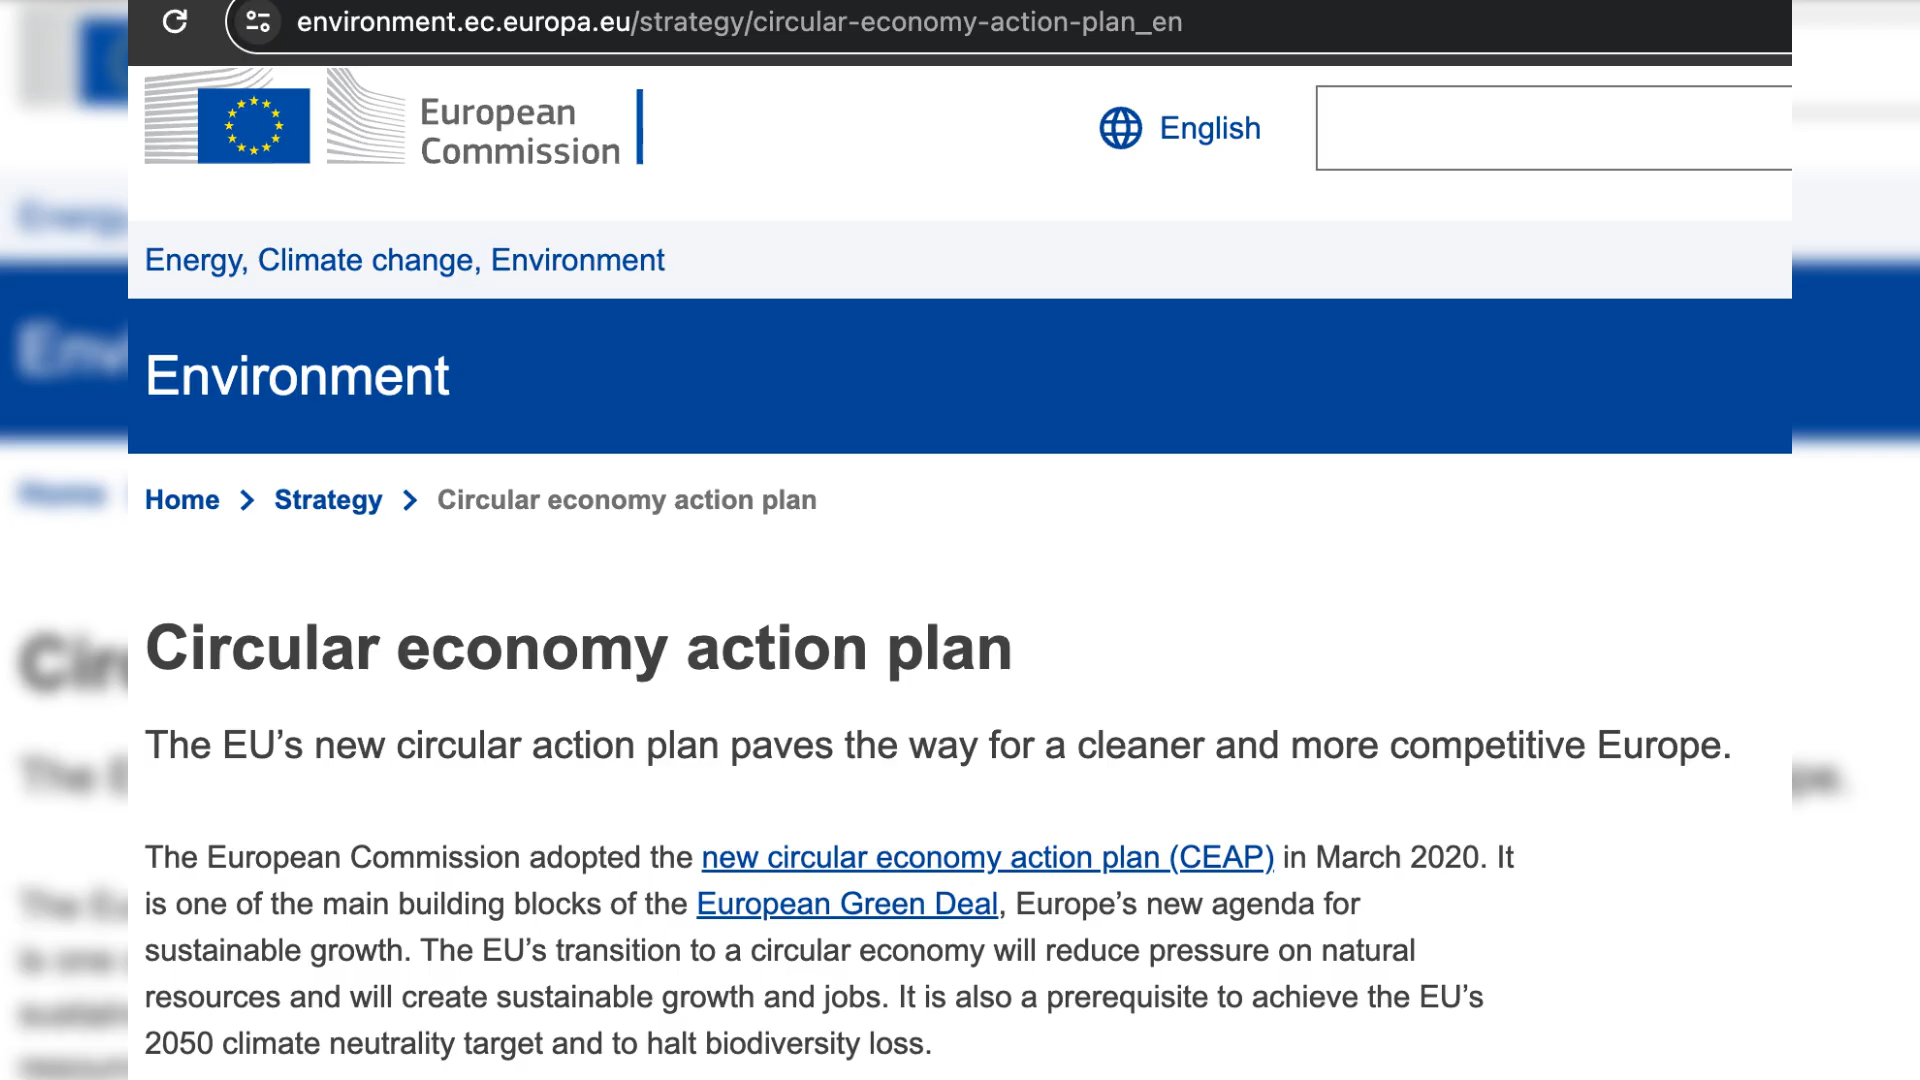 environment.ec.europa.eu/strategy/circular-economy-action-plan_en
European
Commission
English
Energy, Climate change, Environment
Environment
Home > Strategy > Circular economy action plan
Circular economy action plan
The EU’s new circular action plan paves the way for a cleaner and more competitive Europe.
The European Commission adopted the new circular economy action plan (CEAP) in March 2020. It
is one of the main building blocks of the European Green Deal, Europe’s new agenda for
sustainable growth. The EU’s transition to a circular economy will reduce pressure on natural
resources and will create sustainable growth and jobs. It is also a prerequisite to achieve the EU’s
2050 climate neutrality target and to halt biodiversity loss.